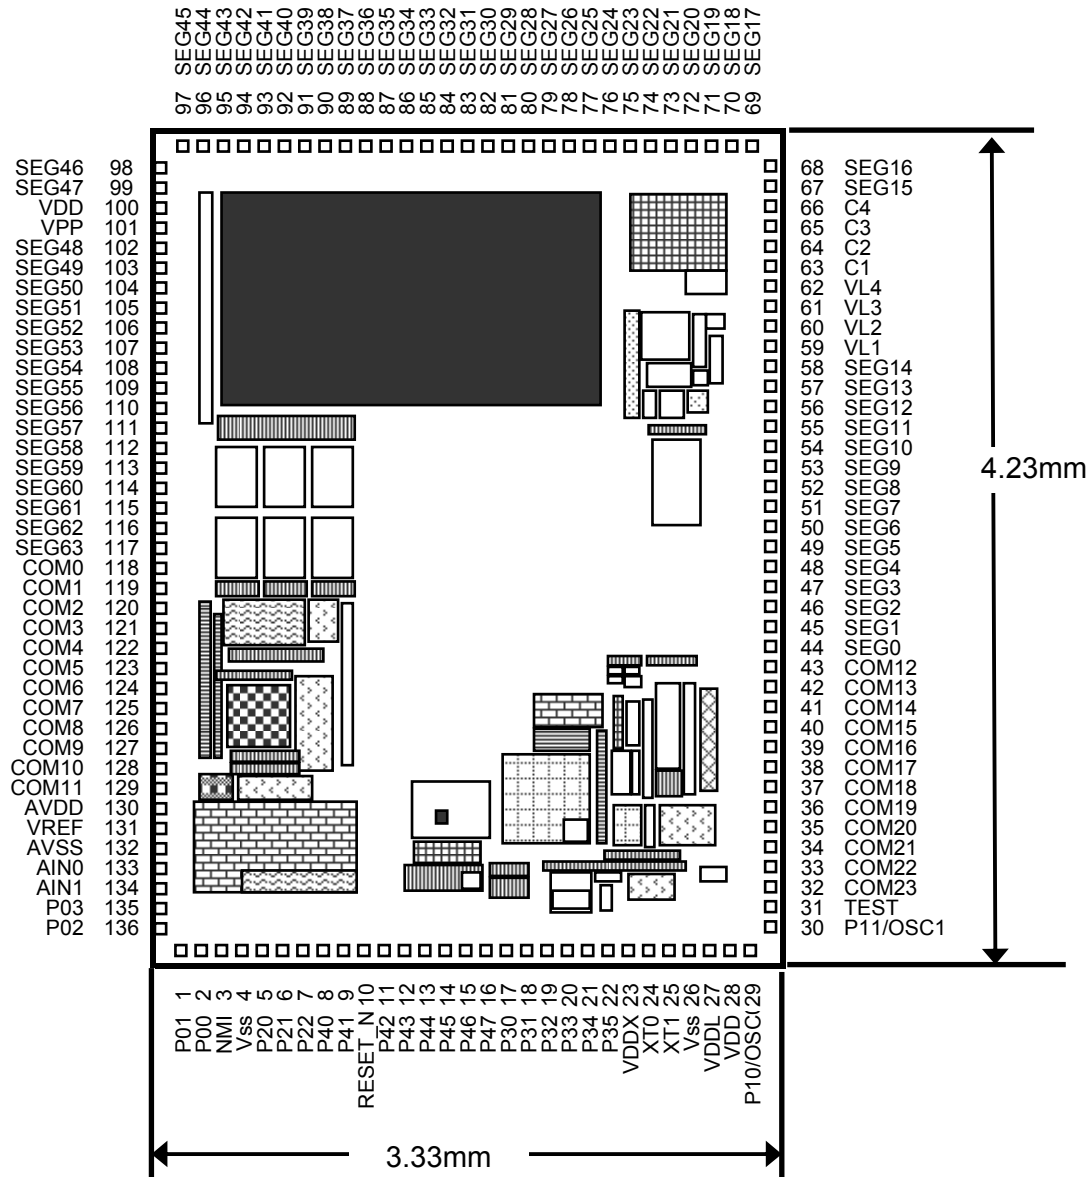 97 SEG45
96 SEG44
95 SEG43
94 SEG42
93 SEG41
92 SEG40
91 SEG39
90 SEG38
89 SEG37
88 SEG36
87 SEG35
86 SEG34
85 SEG33
84 SEG32
83 SEG31
82 SEG30
81 SEG29
80 SEG28
79 SEG27
78 SEG26
77 SEG25
76 SEG24
75 SEG23
74 SEG22
73 SEG21
72 SEG20
71 SEG19
70 SEG18
69 SEG17
SEG46 98
SEG47 99
VDD 100
VPP 101
SEG48 102
SEG49 103
SEG50 104
SEG51 105
SEG52 106
SEG53 107
SEG54 108
SEG55 109
SEG56 110
SEG57 111
SEG58 112
SEG59 113
SEG60 114
SEG61 115
SEG62 116
SEG63 117
COM0 118
COM1 119
COM2 120
COM3 121
COM4 122
COM5 123
COM6 124
COM7 125
COM8 126
COM9 127
COM10 128
COM11 129
AVDD 130
VREF 131
AVSS 132
AIN0 133
AIN1 134
P03 135
P02 136
68 SEG16
67 SEG15
66 C4
65 C3
64 C2
63 C1
62 VL4
61 VL3
60 VL2
59 VL1
58 SEG14
57 SEG13
56 SEG12
55 SEG11
54 SEG10
53 SEG9
52 SEG8
51 SEG7
50 SEG6
49 SEG5
48 SEG4
47 SEG3
46 SEG2
45 SEG1
44 SEG0
43 COM12
42 COM13
41 COM14
40 COM15
39 COM16
38 COM17
37 COM18
36 COM19
35 COM20
34 COM21
33 COM22
32 COM23
31 TEST
30 P11/OSC1
4.23mm
P01 1
P00 2
NMI 3
Vss 4
P20 5
P21 6
P22 7
P40 8
P41 9
RESET_N 10
P42 11
P43 12
P44 13
P45 14
P46 15
P47 16
P30 17
P31 18
P32 19
P33 20
P34 21
P35 22
VDDX 23
XT0 24
XT1 25
Vss 26
VDDL 27
VDD 28
P10/OSC 29
3.33mm